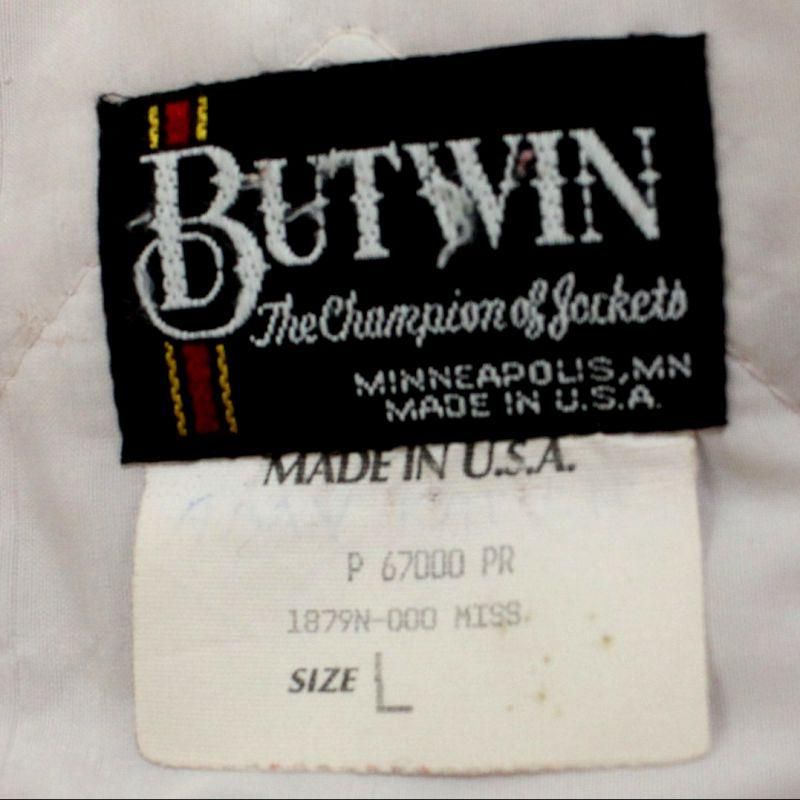 BUTWIN
The Champion of Jackets
MINNEAPOLIS, MN
MADE IN U.S.A.
MADE IN U.S.A.
P 67000 PR
1879N-000 MISS
SIZE L